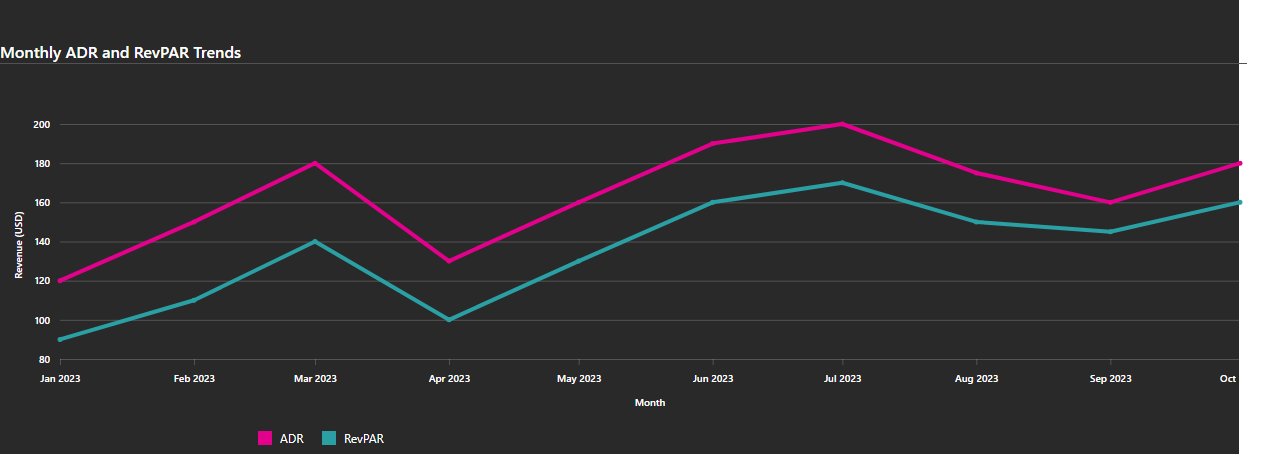 Monthly ADR and RevPAR Trends
200
180
160
140
120
100
80
Revenue (USD)
Jan 2023 Feb 2023 Mar 2023 Apr 2023 May 2023 Jun 2023 Jul 2023 Aug 2023 Sep 2023 Oct
Month
ADR RevPAR